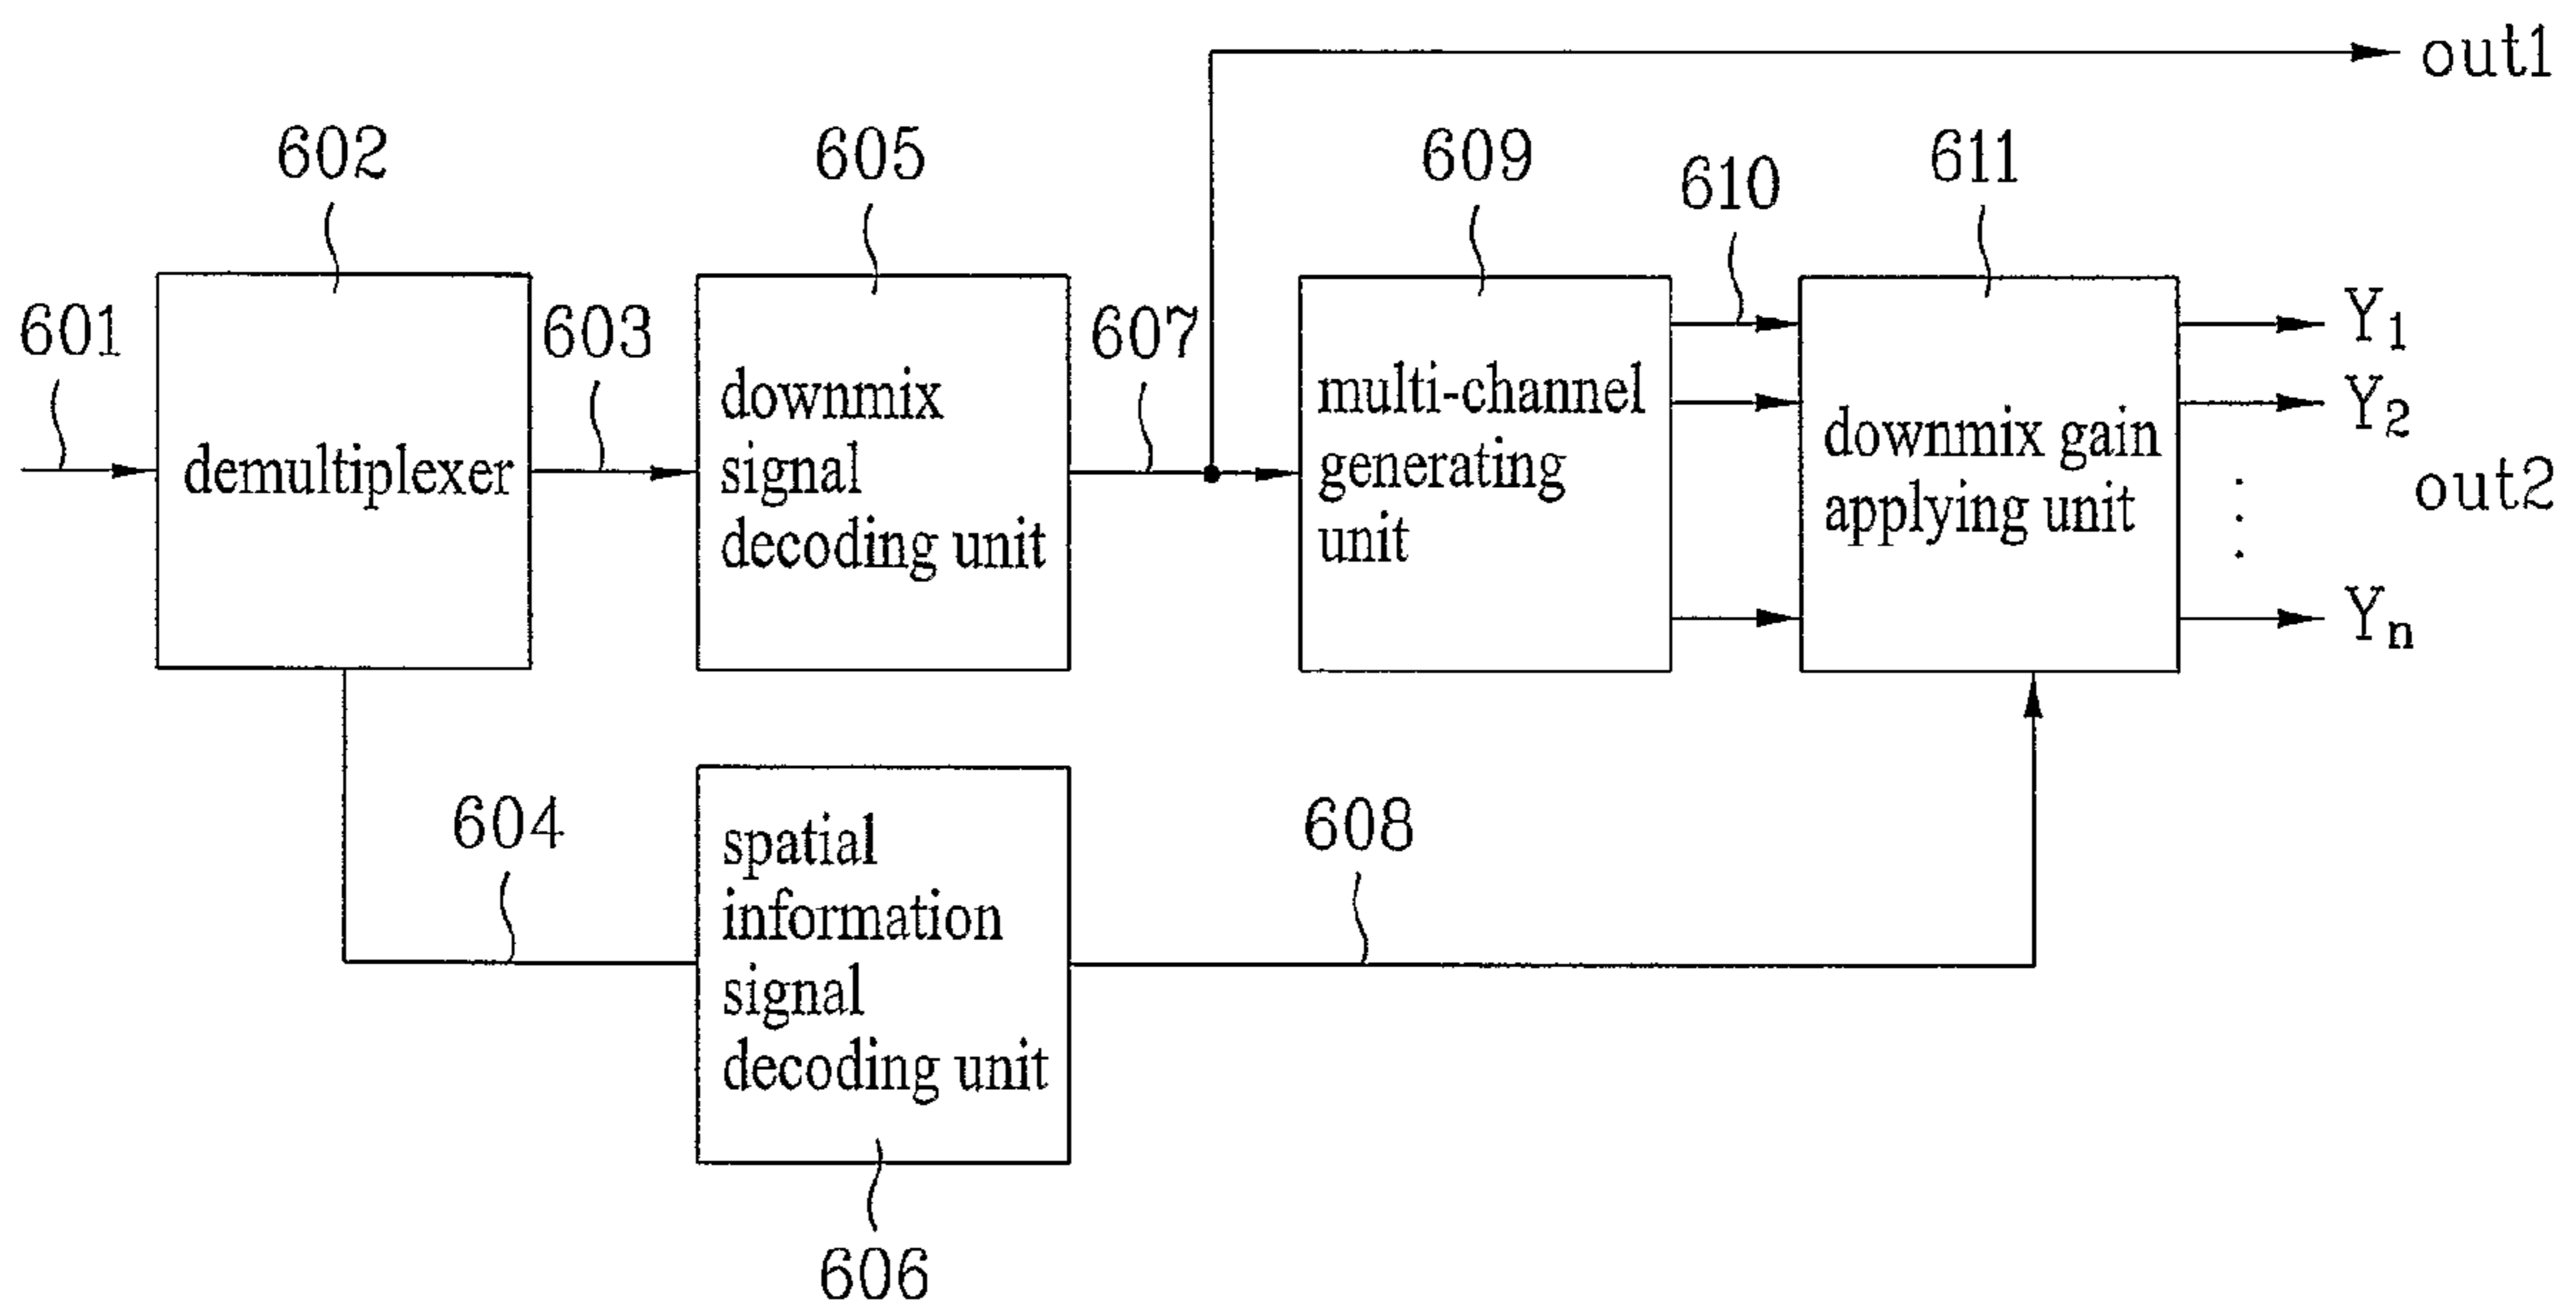 out1
602
605
609
610
611
601
603
607
demultiplexer
downmix
signal
decoding unit
multi-channel
generating
unit
downmix gain
applying unit
Y1
Y2
out2
Yn
604
608
spatial
information
signal
decoding unit
606